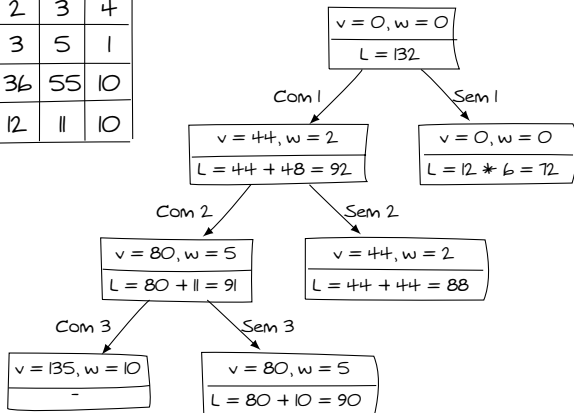 2 3 4
3 5 1
36 55 10
12 11 10
v = 0, w = 0
L = 132
Com 1
Sem 1
v = 44, w = 2
L = 44 + 48 = 92
v = 0, w = 0
L = 12 * 6 = 72
Com 2
Sem 2
v = 80, w = 5
L = 80 + 11 = 91
v = 44, w = 2
L = 44 + 44 = 88
Com 3
Sem 3
v = 135, w = 10
-
v = 80, w = 5
L = 80 + 10 = 90